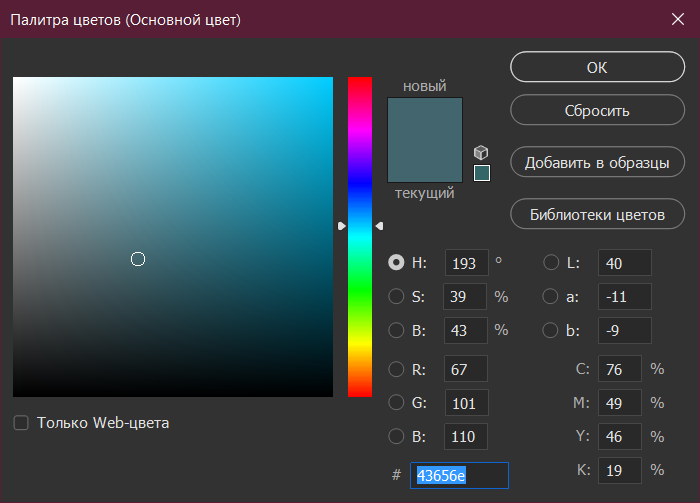 Палитра цветов (Основной цвет)
новый
текущий
ОК
Сбросить
Добавить в образцы
Библиотеки цветов
H: 193 °
L: 40
S: 39 %
a: -11
B: 43 %
b: -9
R: 67
C: 76 %
G: 101
M: 49 %
B: 110
Y: 46 %
# 43656e
K: 19 %
Только Web-цвета